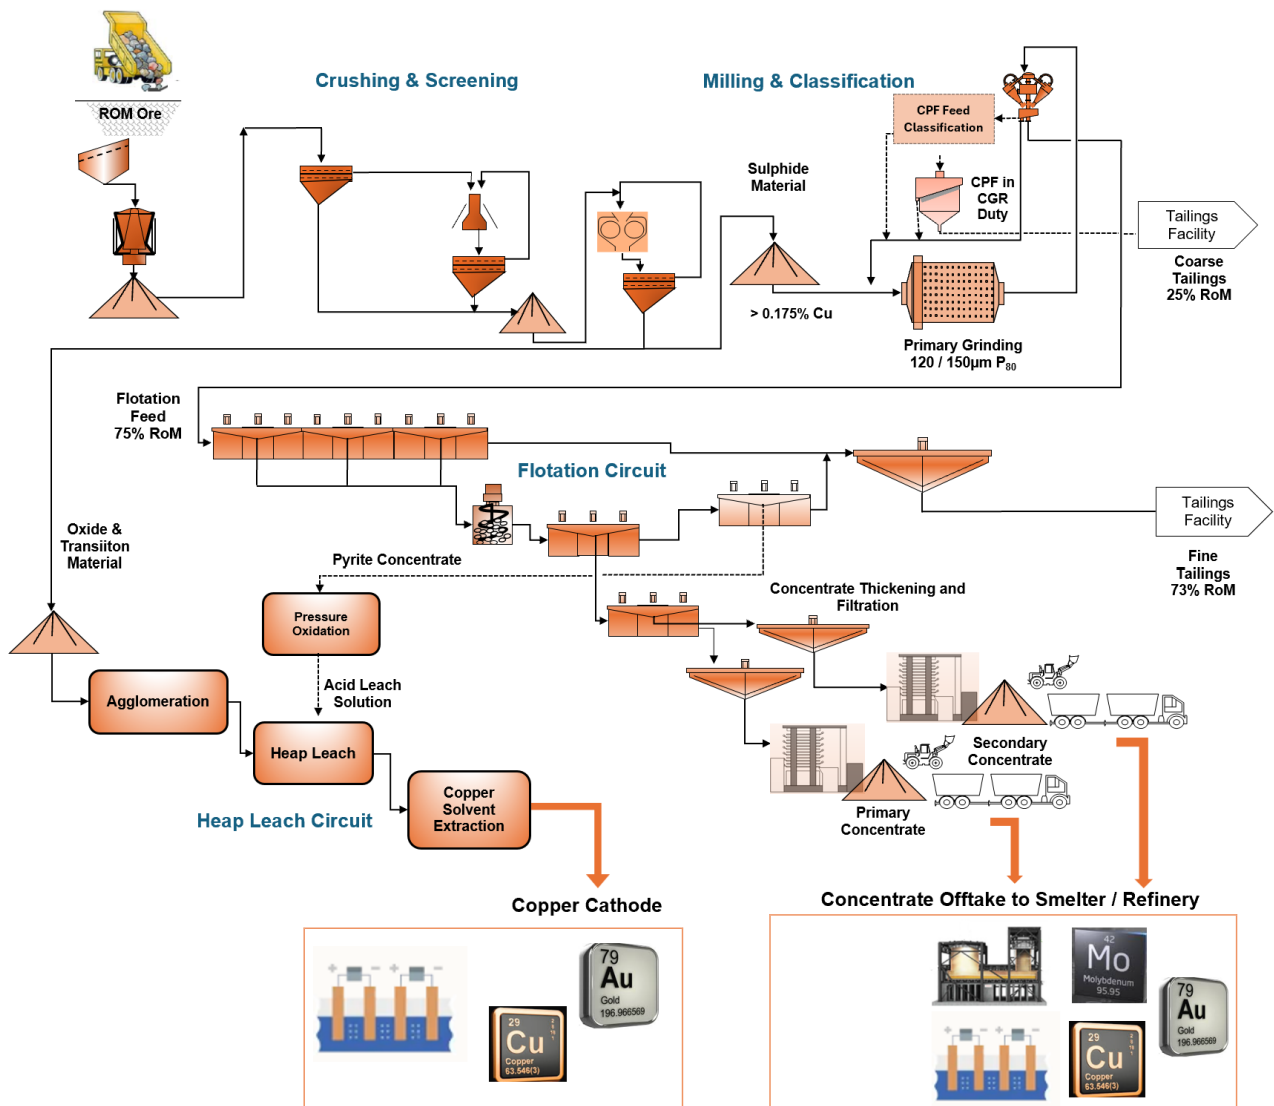 Crushing & Screening
Milling & Classification
ROM Ore
CPF Feed
Classification
Sulphide
Material
CPF in
CGR
Duty
Tailings
Facility
Coarse
Tailings
25% RoM
> 0.175% Cu
Primary Grinding
120 / 150µm P80
Flotation
Feed
75% RoM
Flotation Circuit
Tailings
Facility
Oxide &
Transiiton
Material
Pyrite Concentrate
Fine
Tailings
73% RoM
Concentrate Thickening and
Filtration
Pressure
Oxidation
Acid Leach
Solution
Agglomeration
Heap Leach
Secondary
Concentrate
Copper
Solvent
Extraction
Heap Leach Circuit
Primary
Concentrate
Copper Cathode
Concentrate Offtake to Smelter / Refinery
+ − + −
79
Au
Gold
196.966569
29
Cu
Copper
63.546(3)
42
Mo
Molybdenum
95.95
79
Au
Gold
196.966569
+ − + −
29
Cu
Copper
63.546(3)